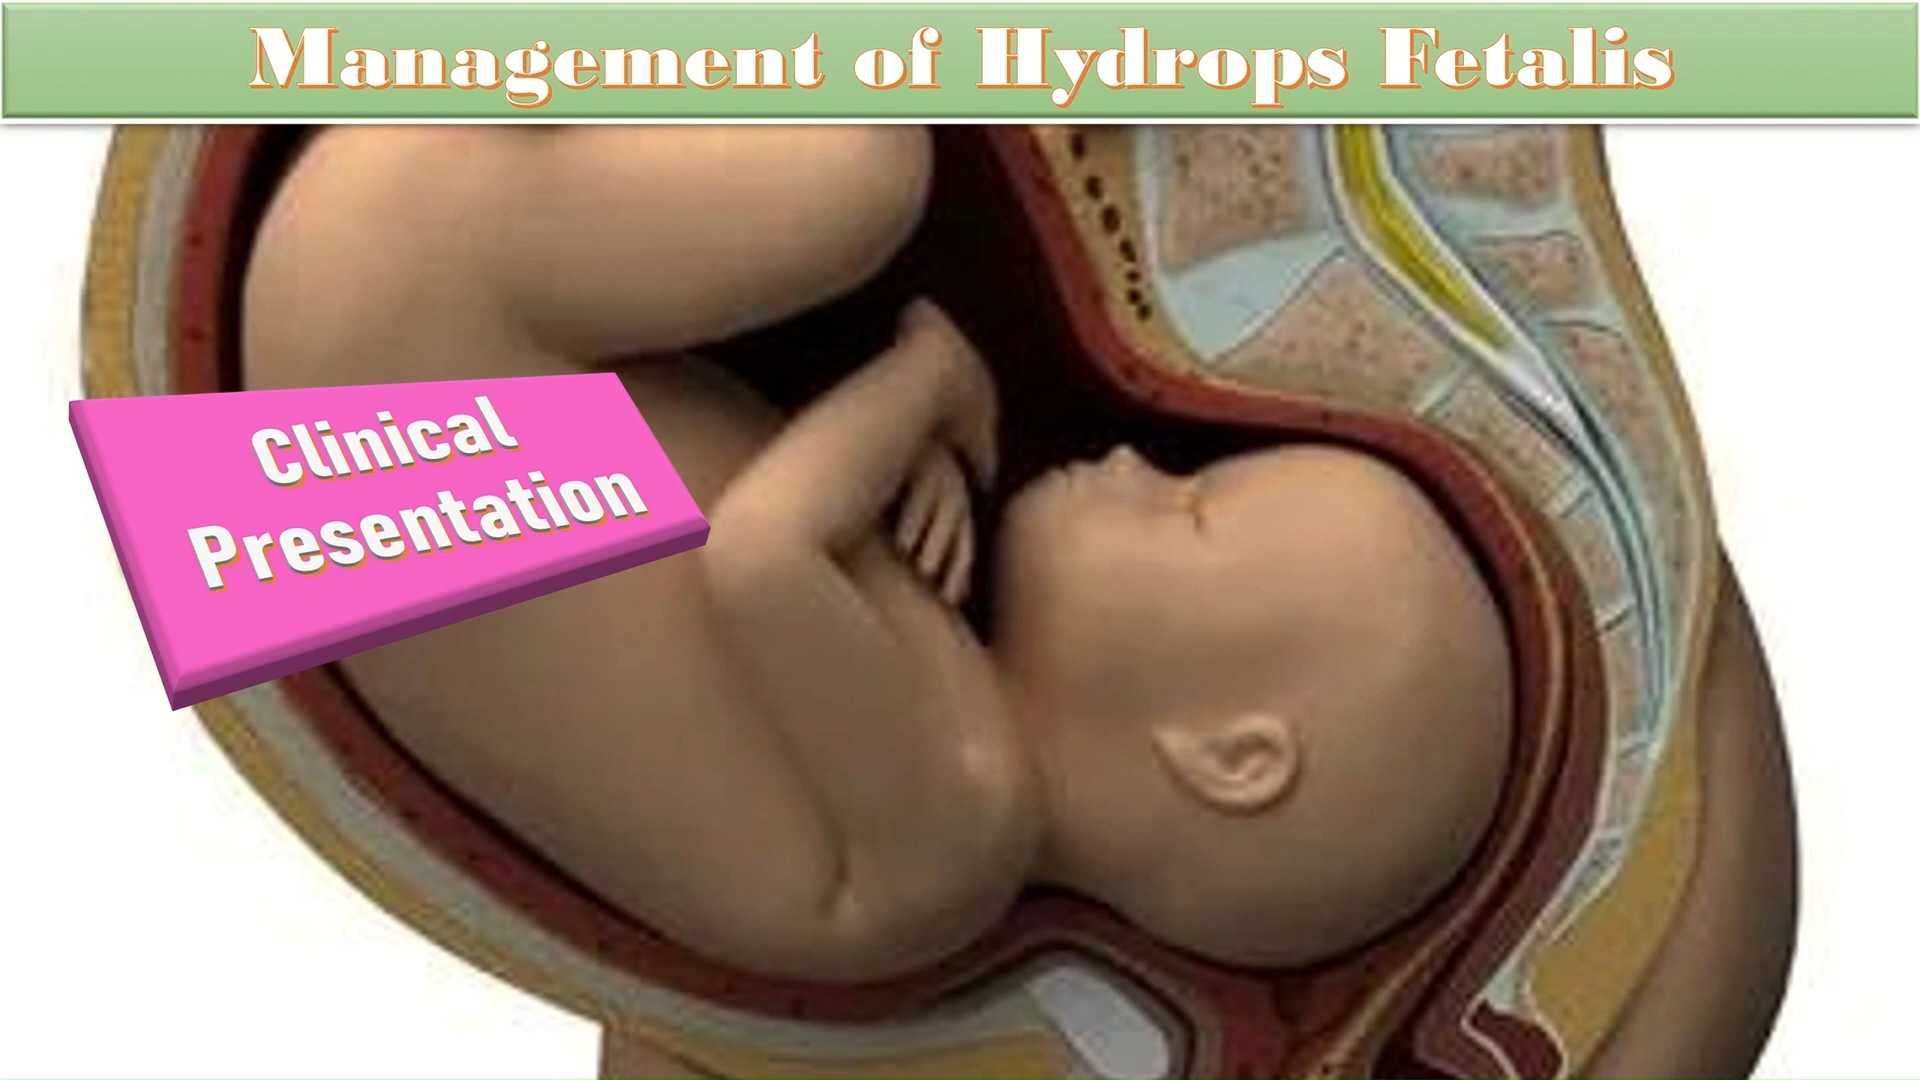 Management of Hydrops Fetalis
Clinical
Presentation